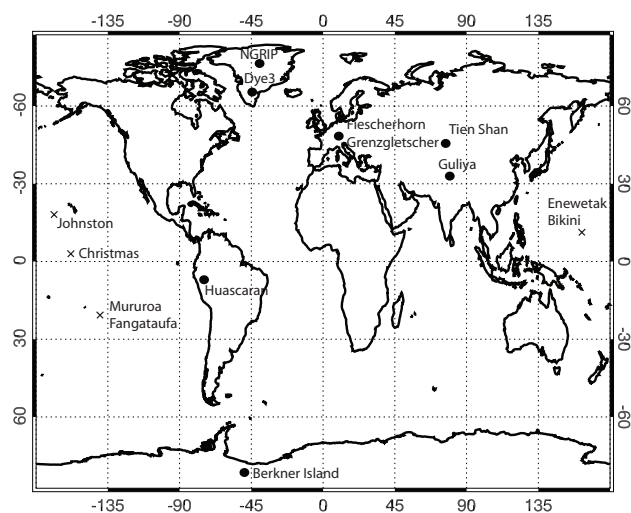 -135 -90 -45 0 45 90 135
NGRIP
Dye3
-60 60
Fiescherhorn
Grenzgletscher
Tien Shan
Guliya
30 30
Enewetak
Bikini
Johnston
Christmas
0 0
Huascaran
Mururoa
Fangataufa
30 30
60 60
Berkner Island
-135 -90 -45 0 45 90 135